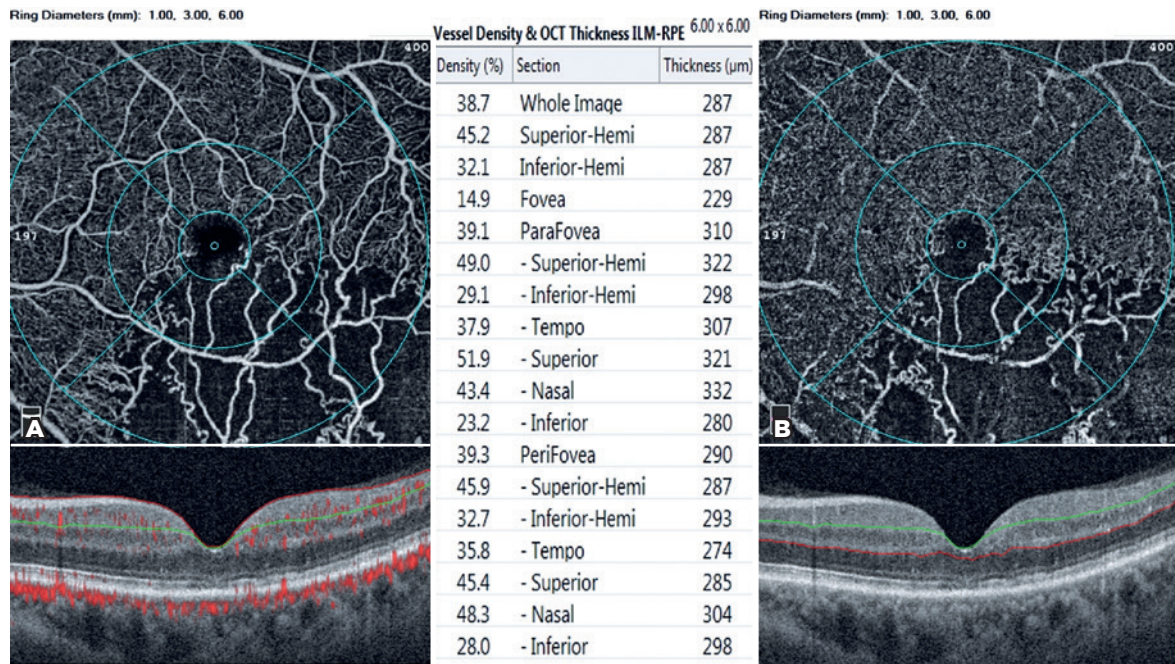 Ring Diameters (mm): 1.00, 3.00, 6.00
400
197
A
Vessel Density & OCT Thickness ILM-RPE 6.00 x 6.00
Density (%) Section Thickness (µm)
38.7 Whole Image 287
45.2 Superior-Hemi 287
32.1 Inferior-Hemi 287
14.9 Fovea 229
39.1 ParaFovea 310
49.0 - Superior-Hemi 322
29.1 - Inferior-Hemi 298
37.9 - Tempo 307
51.9 - Superior 321
43.4 - Nasal 332
23.2 - Inferior 280
39.3 PeriFovea 290
45.9 - Superior-Hemi 287
32.7 - Inferior-Hemi 293
35.8 - Tempo 274
45.4 - Superior 285
48.3 - Nasal 304
28.0 - Inferior 298
Ring Diameters (mm): 1.00, 3.00, 6.00
400
197
B